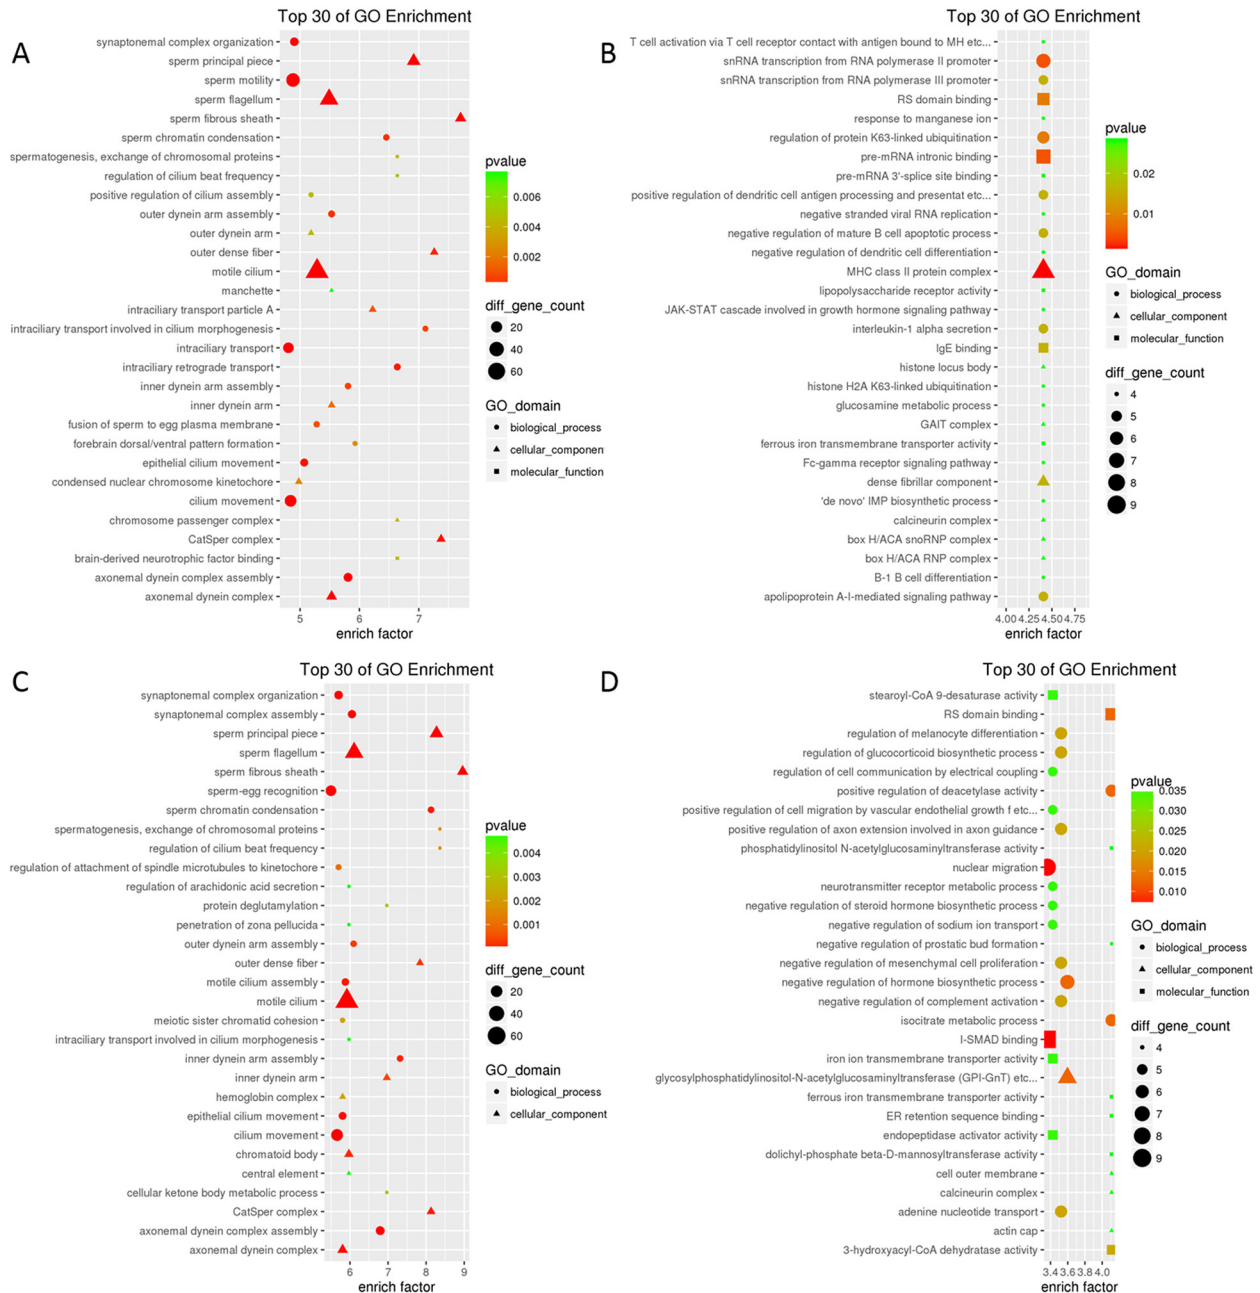 A
Top 30 of GO Enrichment
synaptonemal complex organization
sperm principal piece
sperm motility
sperm flagellum
sperm fibrous sheath
sperm chromatin condensation
spermatogenesis, exchange of chromosomal proteins
regulation of cilium beat frequency
positive regulation of cilium assembly
outer dynein arm assembly
outer dynein arm
outer dense fiber
motile cilium
manchette
intraciliary transport particle A
intraciliary transport involved in cilium morphogenesis
intraciliary transport
intraciliary retrograde transport
inner dynein arm assembly
inner dynein arm
fusion of sperm to egg plasma membrane
forebrain dorsal/ventral pattern formation
epithelial cilium movement
condensed nuclear chromosome kinetochore
cilium movement
chromosome passenger complex
CatSper complex
brain-derived neurotrophic factor binding
axonemal dynein complex assembly
axonemal dynein complex
5 6 7
enrich factor
pvalue
0.006
0.004
0.002
diff_gene_count
20
40
60
GO_domain
biological_process
cellular_componen
molecular_function
B
Top 30 of GO Enrichment
T cell activation via T cell receptor contact with antigen bound to MH etc...
snRNA transcription from RNA polymerase II promoter
snRNA transcription from RNA polymerase III promoter
RS domain binding
response to manganese ion
regulation of protein K63-linked ubiquitination
pre-mRNA intronic binding
pre-mRNA 3'-splice site binding
positive regulation of dendritic cell antigen processing and presentat etc...
negative stranded viral RNA replication
negative regulation of mature B cell apoptotic process
negative regulation of dendritic cell differentiation
MHC class II protein complex
lipopolysaccharide receptor activity
JAK-STAT cascade involved in growth hormone signaling pathway
interleukin-1 alpha secretion
IgE binding
histone locus body
histone H2A K63-linked ubiquitination
glucosamine metabolic process
GAIT complex
ferrous iron transmembrane transporter activity
Fc-gamma receptor signaling pathway
dense fibrillar component
'de novo' IMP biosynthetic process
calcineurin complex
box H/ACA snoRNP complex
box H/ACA RNP complex
B-1 B cell differentiation
apolipoprotein A-I-mediated signaling pathway
4.00 4.25 4.50 4.75
enrich factor
pvalue
0.02
0.01
GO_domain
biological_process
cellular_component
molecular_function
diff_gene_count
4
5
6
7
8
9
C
Top 30 of GO Enrichment
synaptonemal complex organization
synaptonemal complex assembly
sperm principal piece
sperm flagellum
sperm fibrous sheath
sperm-egg recognition
sperm chromatin condensation
spermatogenesis, exchange of chromosomal proteins
regulation of cilium beat frequency
regulation of attachment of spindle microtubules to kinetochore
regulation of arachidonic acid secretion
protein deglutamylation
penetration of zona pellucida
outer dynein arm assembly
outer dense fiber
motile cilium assembly
motile cilium
meiotic sister chromatid cohesion
intraciliary transport involved in cilium morphogenesis
inner dynein arm assembly
inner dynein arm
hemoglobin complex
epithelial cilium movement
cilium movement
chromatoid body
central element
cellular ketone body metabolic process
CatSper complex
axonemal dynein complex assembly
axonemal dynein complex
6 7 8 9
enrich factor
pvalue
0.004
0.003
0.002
0.001
diff_gene_count
20
40
60
GO_domain
biological_process
cellular_component
D
Top 30 of GO Enrichment
stearoyl-CoA 9-desaturase activity
RS domain binding
regulation of melanocyte differentiation
regulation of glucocorticoid biosynthetic process
regulation of cell communication by electrical coupling
positive regulation of deacetylase activity
positive regulation of cell migration by vascular endothelial growth f etc...
positive regulation of axon extension involved in axon guidance
phosphatidylinositol N-acetylglucosaminyltransferase activity
nuclear migration
neurotransmitter receptor metabolic process
negative regulation of steroid hormone biosynthetic process
negative regulation of sodium ion transport
negative regulation of prostatic bud formation
negative regulation of mesenchymal cell proliferation
negative regulation of hormone biosynthetic process
negative regulation of complement activation
isocitrate metabolic process
I-SMAD binding
iron ion transmembrane transporter activity
glycosylphosphatidylinositol-N-acetylglucosaminyltransferase (GPI-GnT) etc...
ferrous iron transmembrane transporter activity
ER retention sequence binding
endopeptidase activator activity
dolichyl-phosphate beta-D-mannosyltransferase activity
cell outer membrane
calcineurin complex
adenine nucleotide transport
actin cap
3-hydroxyacyl-CoA dehydratase activity
3.4 3.6 3.8 4.0
enrich factor
pvalue
0.035
0.030
0.025
0.020
0.015
0.010
GO_domain
biological_process
cellular_component
molecular_function
diff_gene_count
4
5
6
7
8
9